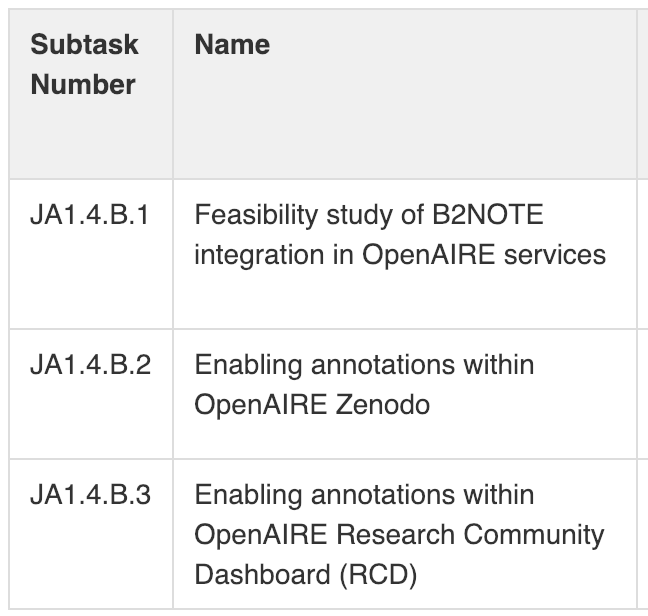 Subtask Number
Name
JA1.4.B.1
Feasibility study of B2NOTE
integration in OpenAIRE services
JA1.4.B.2
Enabling annotations within
OpenAIRE Zenodo
JA1.4.B.3
Enabling annotations within
OpenAIRE Research Community
Dashboard (RCD)